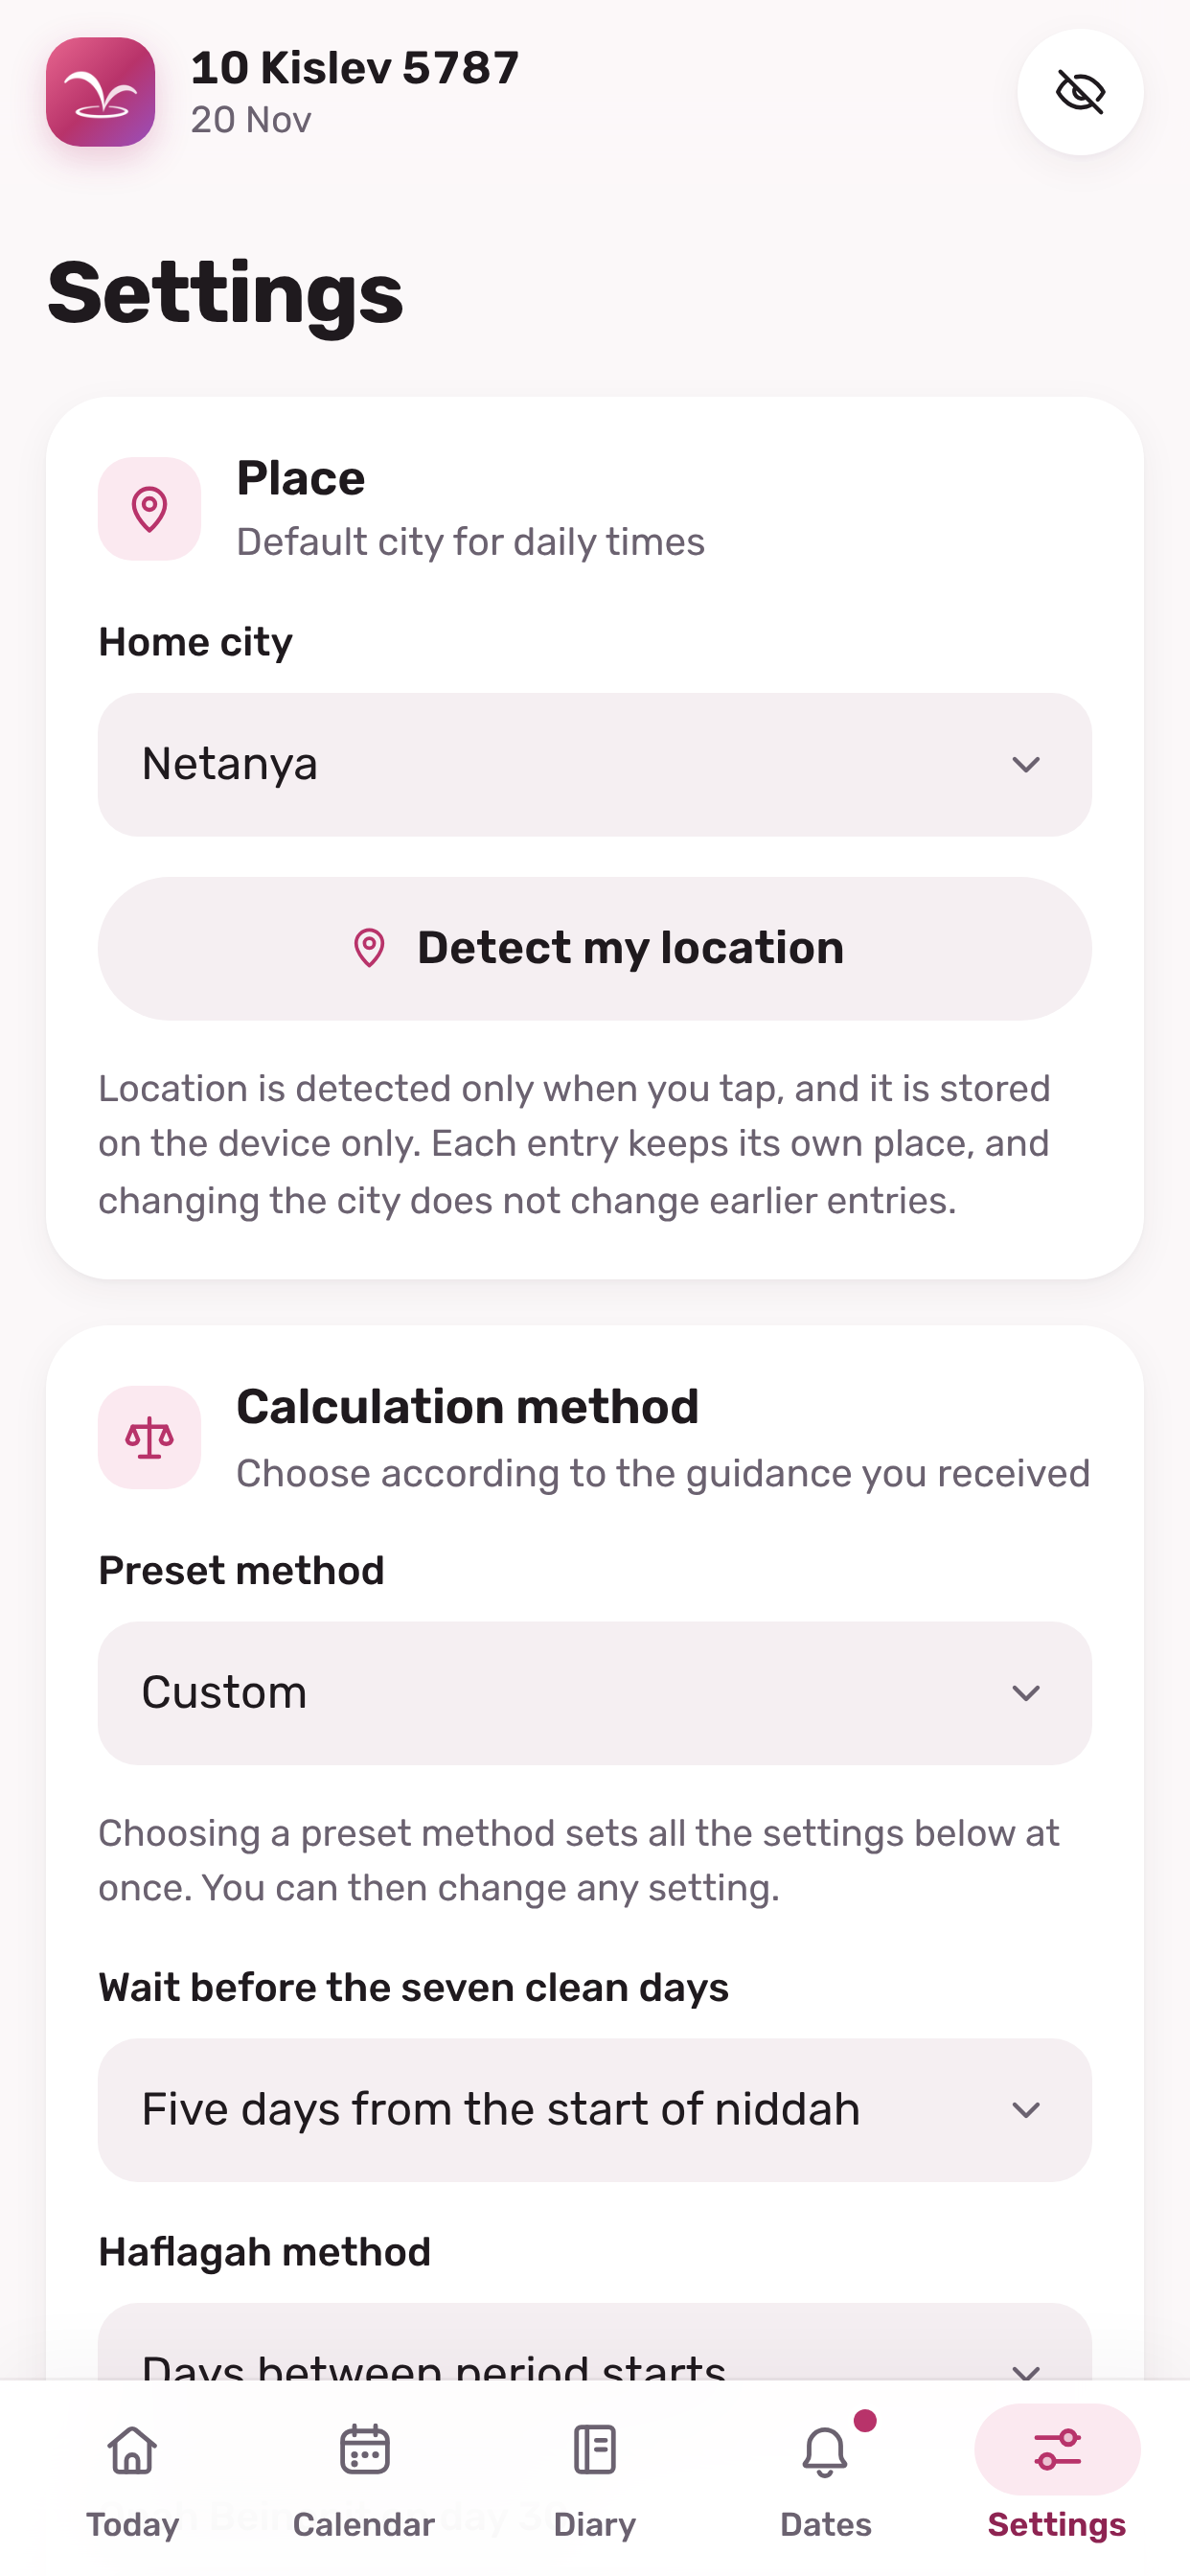 10 Kislev 5787
20 Nov
Settings
Place
Default city for daily times
Home city
Netanya
Detect my location
Location is detected only when you tap, and it is stored
on the device only. Each entry keeps its own place, and
changing the city does not change earlier entries.
Calculation method
Choose according to the guidance you received
Preset method
Custom
Choosing a preset method sets all the settings below at
once. You can then change any setting.
Wait before the seven clean days
Five days from the start of niddah
Haflagah method
Days between period starts
Today
Calendar
Diary
Dates
Settings